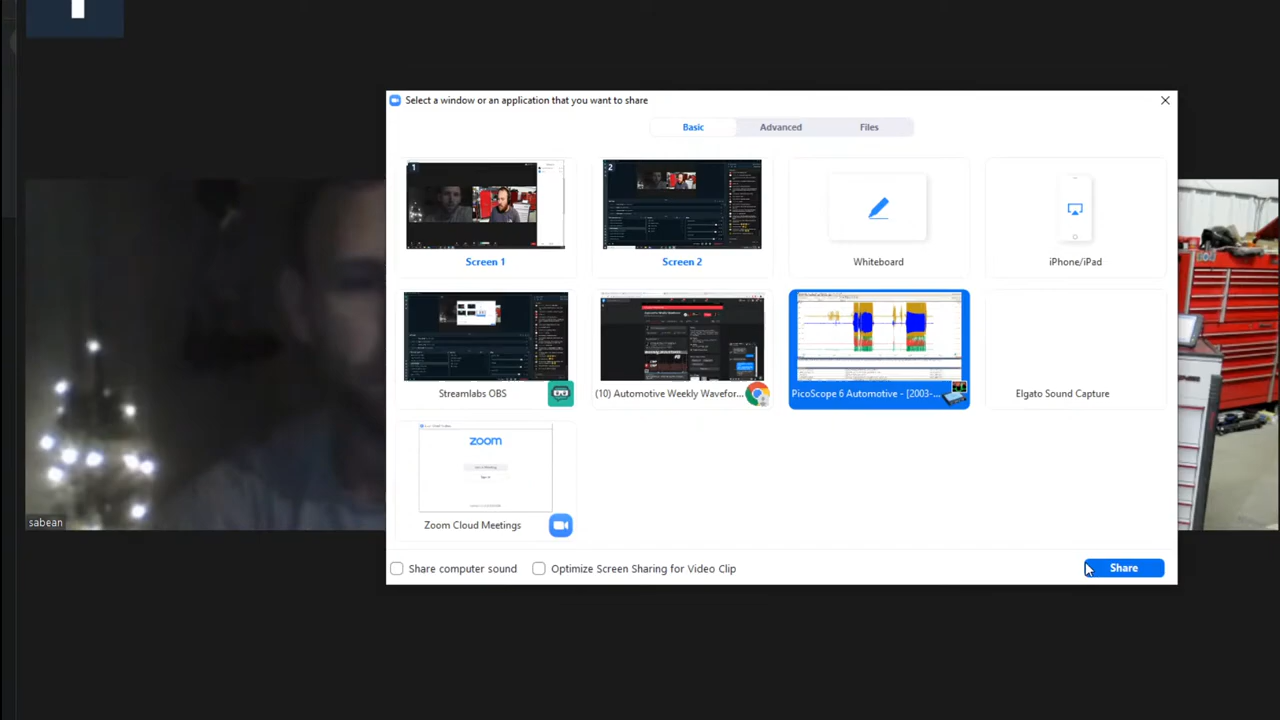 Select a window or an application that you want to share
Basic
Advanced
Files
1
2
Screen 1
Screen 2
Whiteboard
iPhone/iPad
Streamlabs OBS
(10) Automotive Weekly Wavefor...
PicoScope 6 Automotive - [2003-...
Elgato Sound Capture
zoom
Zoom Cloud Meetings
sabean
Share computer sound
Optimize Screen Sharing for Video Clip
Share